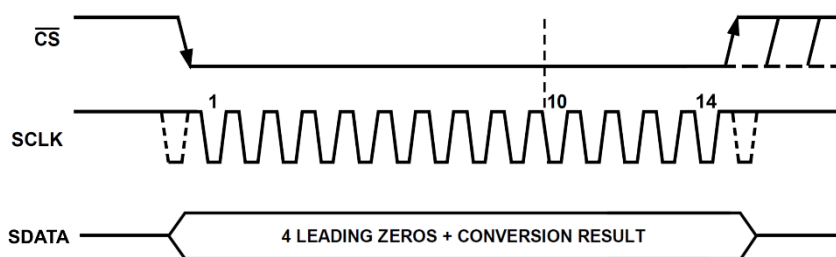 CS
1
10
14
SCLK
SDATA
4 LEADING ZEROS + CONVERSION RESULT